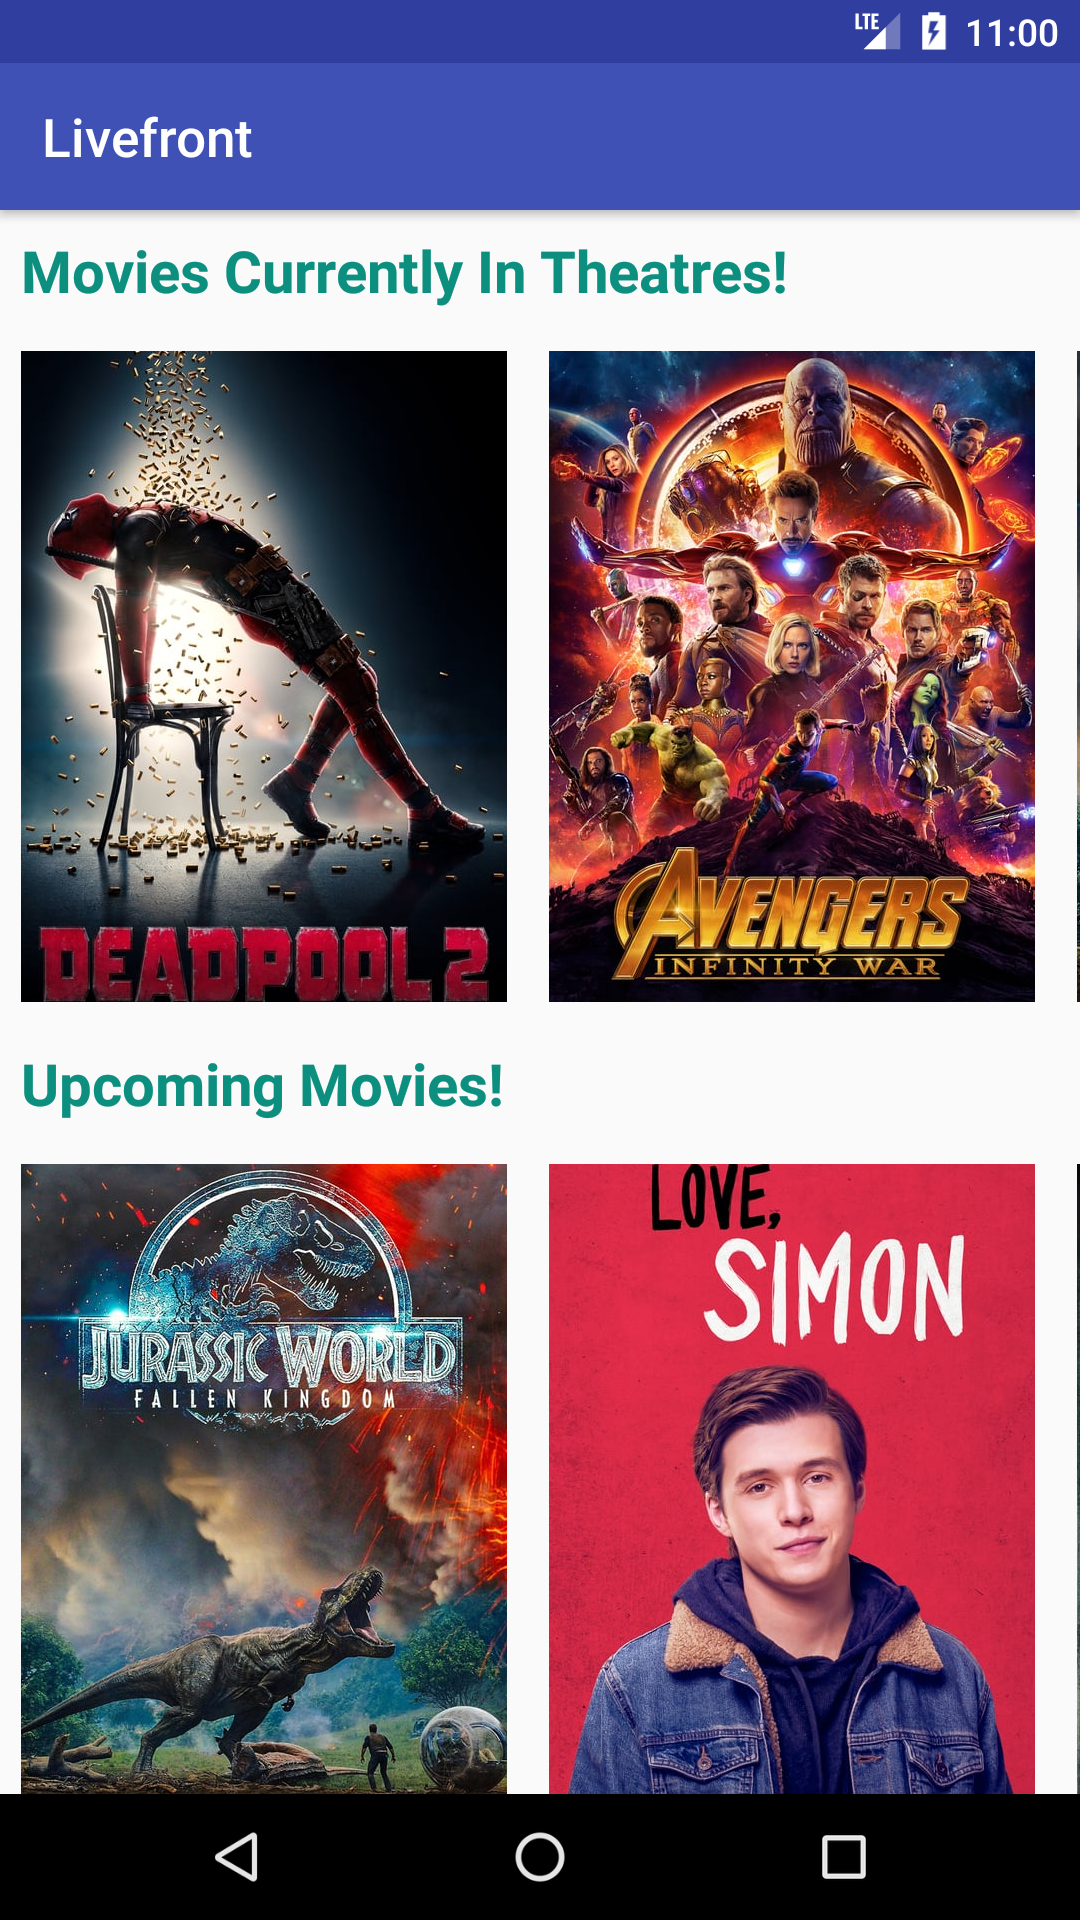 LTE 11:00
Livefront
Movies Currently In Theatres!
DEADPOOL 2
AVENGERS
INFINITY WAR
Upcoming Movies!
JURASSIC WORLD
FALLEN KINGDOM
LOVE,
SIMON